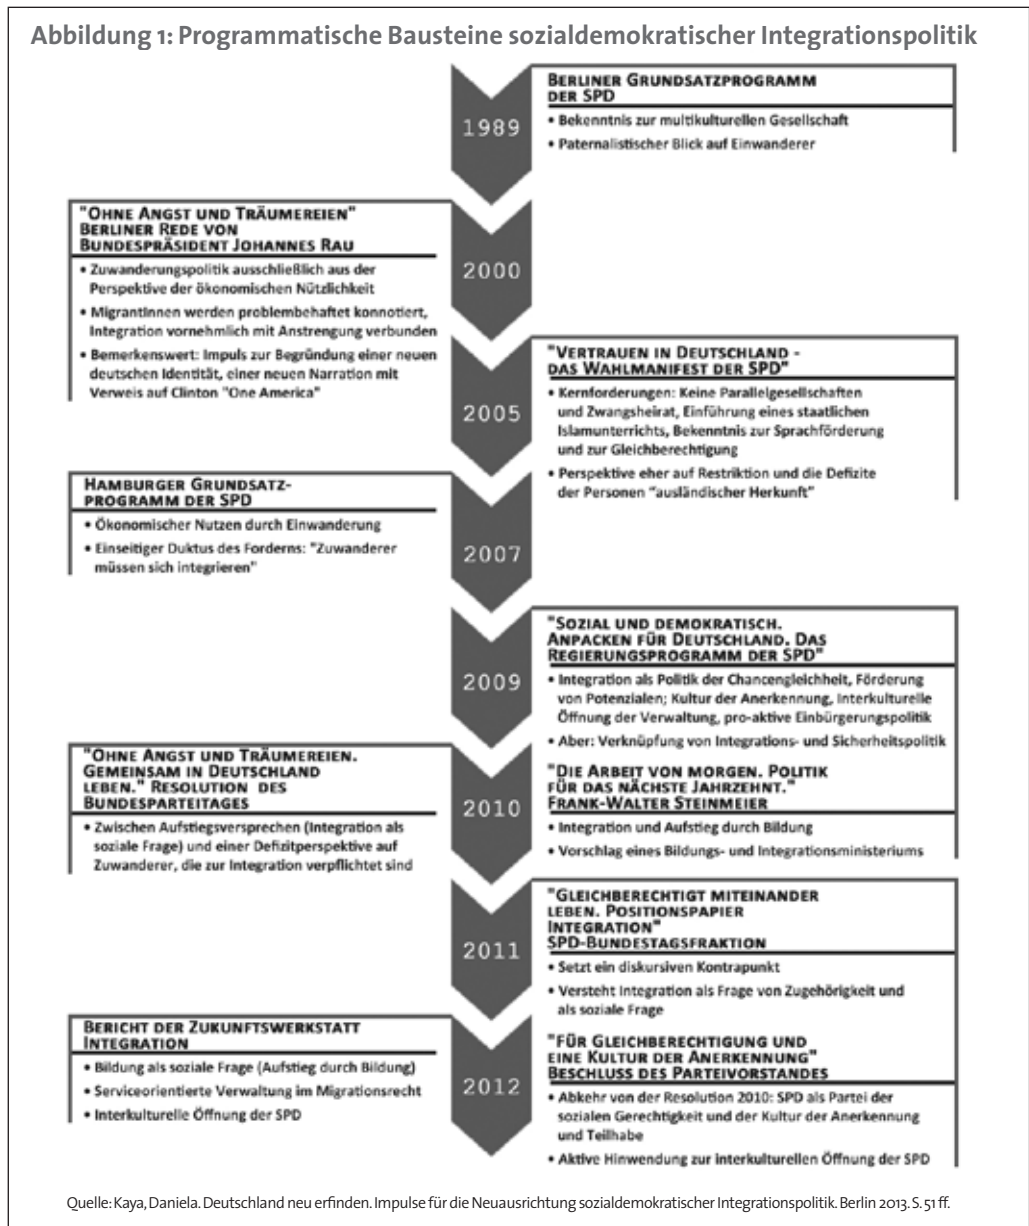 Abbildung 1: Programmatische Bausteine sozialdemokratischer Integrationspolitik
1989
BERLINER GRUNDSATZPROGRAMM
DER SPD
• Bekenntnis zur multikulturellen Gesellschaft
• Paternalistischer Blick auf Einwanderer
"OHNE ANGST UND TRÄUMEREIEN"
BERLINER REDE VON
BUNDESPRÄSIDENT JOHANNES RAU
• Zuwanderungspolitik ausschließlich aus der
Perspektive der ökonomischen Nützlichkeit
• MigrantInnen werden problembehaftet konnotiert,
Integration vornehmlich mit Anstrengung verbunden
• Bemerkenswert: Impuls zur Begründung einer neuen
deutschen Identität, einer neuen Narration mit
Verweis auf Clinton "One America"
2000
2005
"VERTRAUEN IN DEUTSCHLAND -
DAS WAHLMANIFEST DER SPD"
• Kernforderungen: Keine Parallelgesellschaften
und Zwangsheirat, Einführung eines staatlichen
Islamunterrichts, Bekenntnis zur Sprachförderung
und zur Gleichberechtigung
• Perspektive eher auf Restriktion und die Defizite
der Personen "ausländischer Herkunft"
HAMBURGER GRUNDSATZ-
PROGRAMM DER SPD
• Ökonomischer Nutzen durch Einwanderung
• Einseitiger Duktus des Forderns: "Zuwanderer
müssen sich integrieren"
2007
2009
"SOZIAL UND DEMOKRATISCH.
ANPACKEN FÜR DEUTSCHLAND. DAS
REGIERUNGSPROGRAMM DER SPD"
• Integration als Politik der Chancengleichheit, Förderung
von Potenzialen; Kultur der Anerkennung, Interkulturelle
Öffnung der Verwaltung, pro-aktive Einbürgerungspolitik
• Aber: Verknüpfung von Integrations- und Sicherheitspolitik
"OHNE ANGST UND TRÄUMEREIEN.
GEMEINSAM IN DEUTSCHLAND
LEBEN." RESOLUTION DES
BUNDESPARTEITAGES
• Zwischen Aufstiegsversprechen (Integration als
soziale Frage) und einer Defizitperspektive auf
Zuwanderer, die zur Integration verpflichtet sind
2010
"DIE ARBEIT VON MORGEN. POLITIK
FÜR DAS NÄCHSTE JAHRZEHNT."
FRANK-WALTER STEINMEIER
• Integration und Aufstieg durch Bildung
• Vorschlag eines Bildungs- und Integrationsministeriums
2011
"GLEICHBERECHTIGT MITEINANDER
LEBEN. POSITIONSPAPIER
INTEGRATION"
SPD-BUNDESTAGSFRAKTION
• Setzt ein diskursiven Kontrapunkt
• Versteht Integration als Frage von Zugehörigkeit und
als soziale Frage
BERICHT DER ZUKUNFTSWERKSTATT
INTEGRATION
• Bildung als soziale Frage (Aufstieg durch Bildung)
• Serviceorientierte Verwaltung im Migrationsrecht
• Interkulturelle Öffnung der SPD
2012
"FÜR GLEICHBERECHTIGUNG UND
EINE KULTUR DER ANERKENNUNG"
BESCHLUSS DES PARTEIVORSTANDES
• Abkehr von der Resolution 2010: SPD als Partei der
sozialen Gerechtigkeit und der Kultur der Anerkennung
und Teilhabe
• Aktive Hinwendung zur interkulturellen Öffnung der SPD
Quelle: Kaya, Daniela. Deutschland neu erfinden. Impulse für die Neuausrichtung sozialdemokratischer Integrationspolitik. Berlin 2013. S. 51 ff.